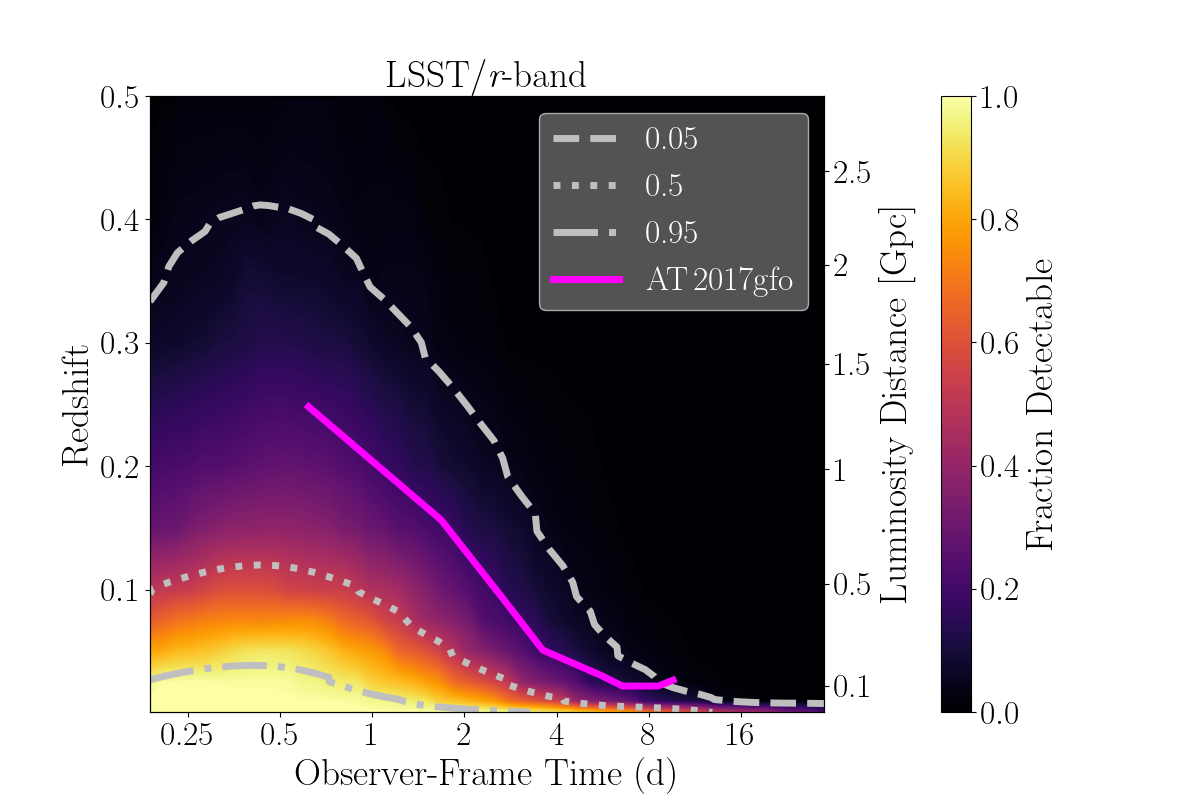 LSST/r-band
0.5
0.4
0.3
0.2
0.1
Redshift
0.05
0.5
0.95
AT 2017gfo
2.5
2
1.5
1
0.5
0.1
Luminosity Distance [Gpc]
1.0
0.8
0.6
0.4
0.2
0.0
Fraction Detectable
0.25 0.5 1 2 4 8 16
Observer-Frame Time (d)